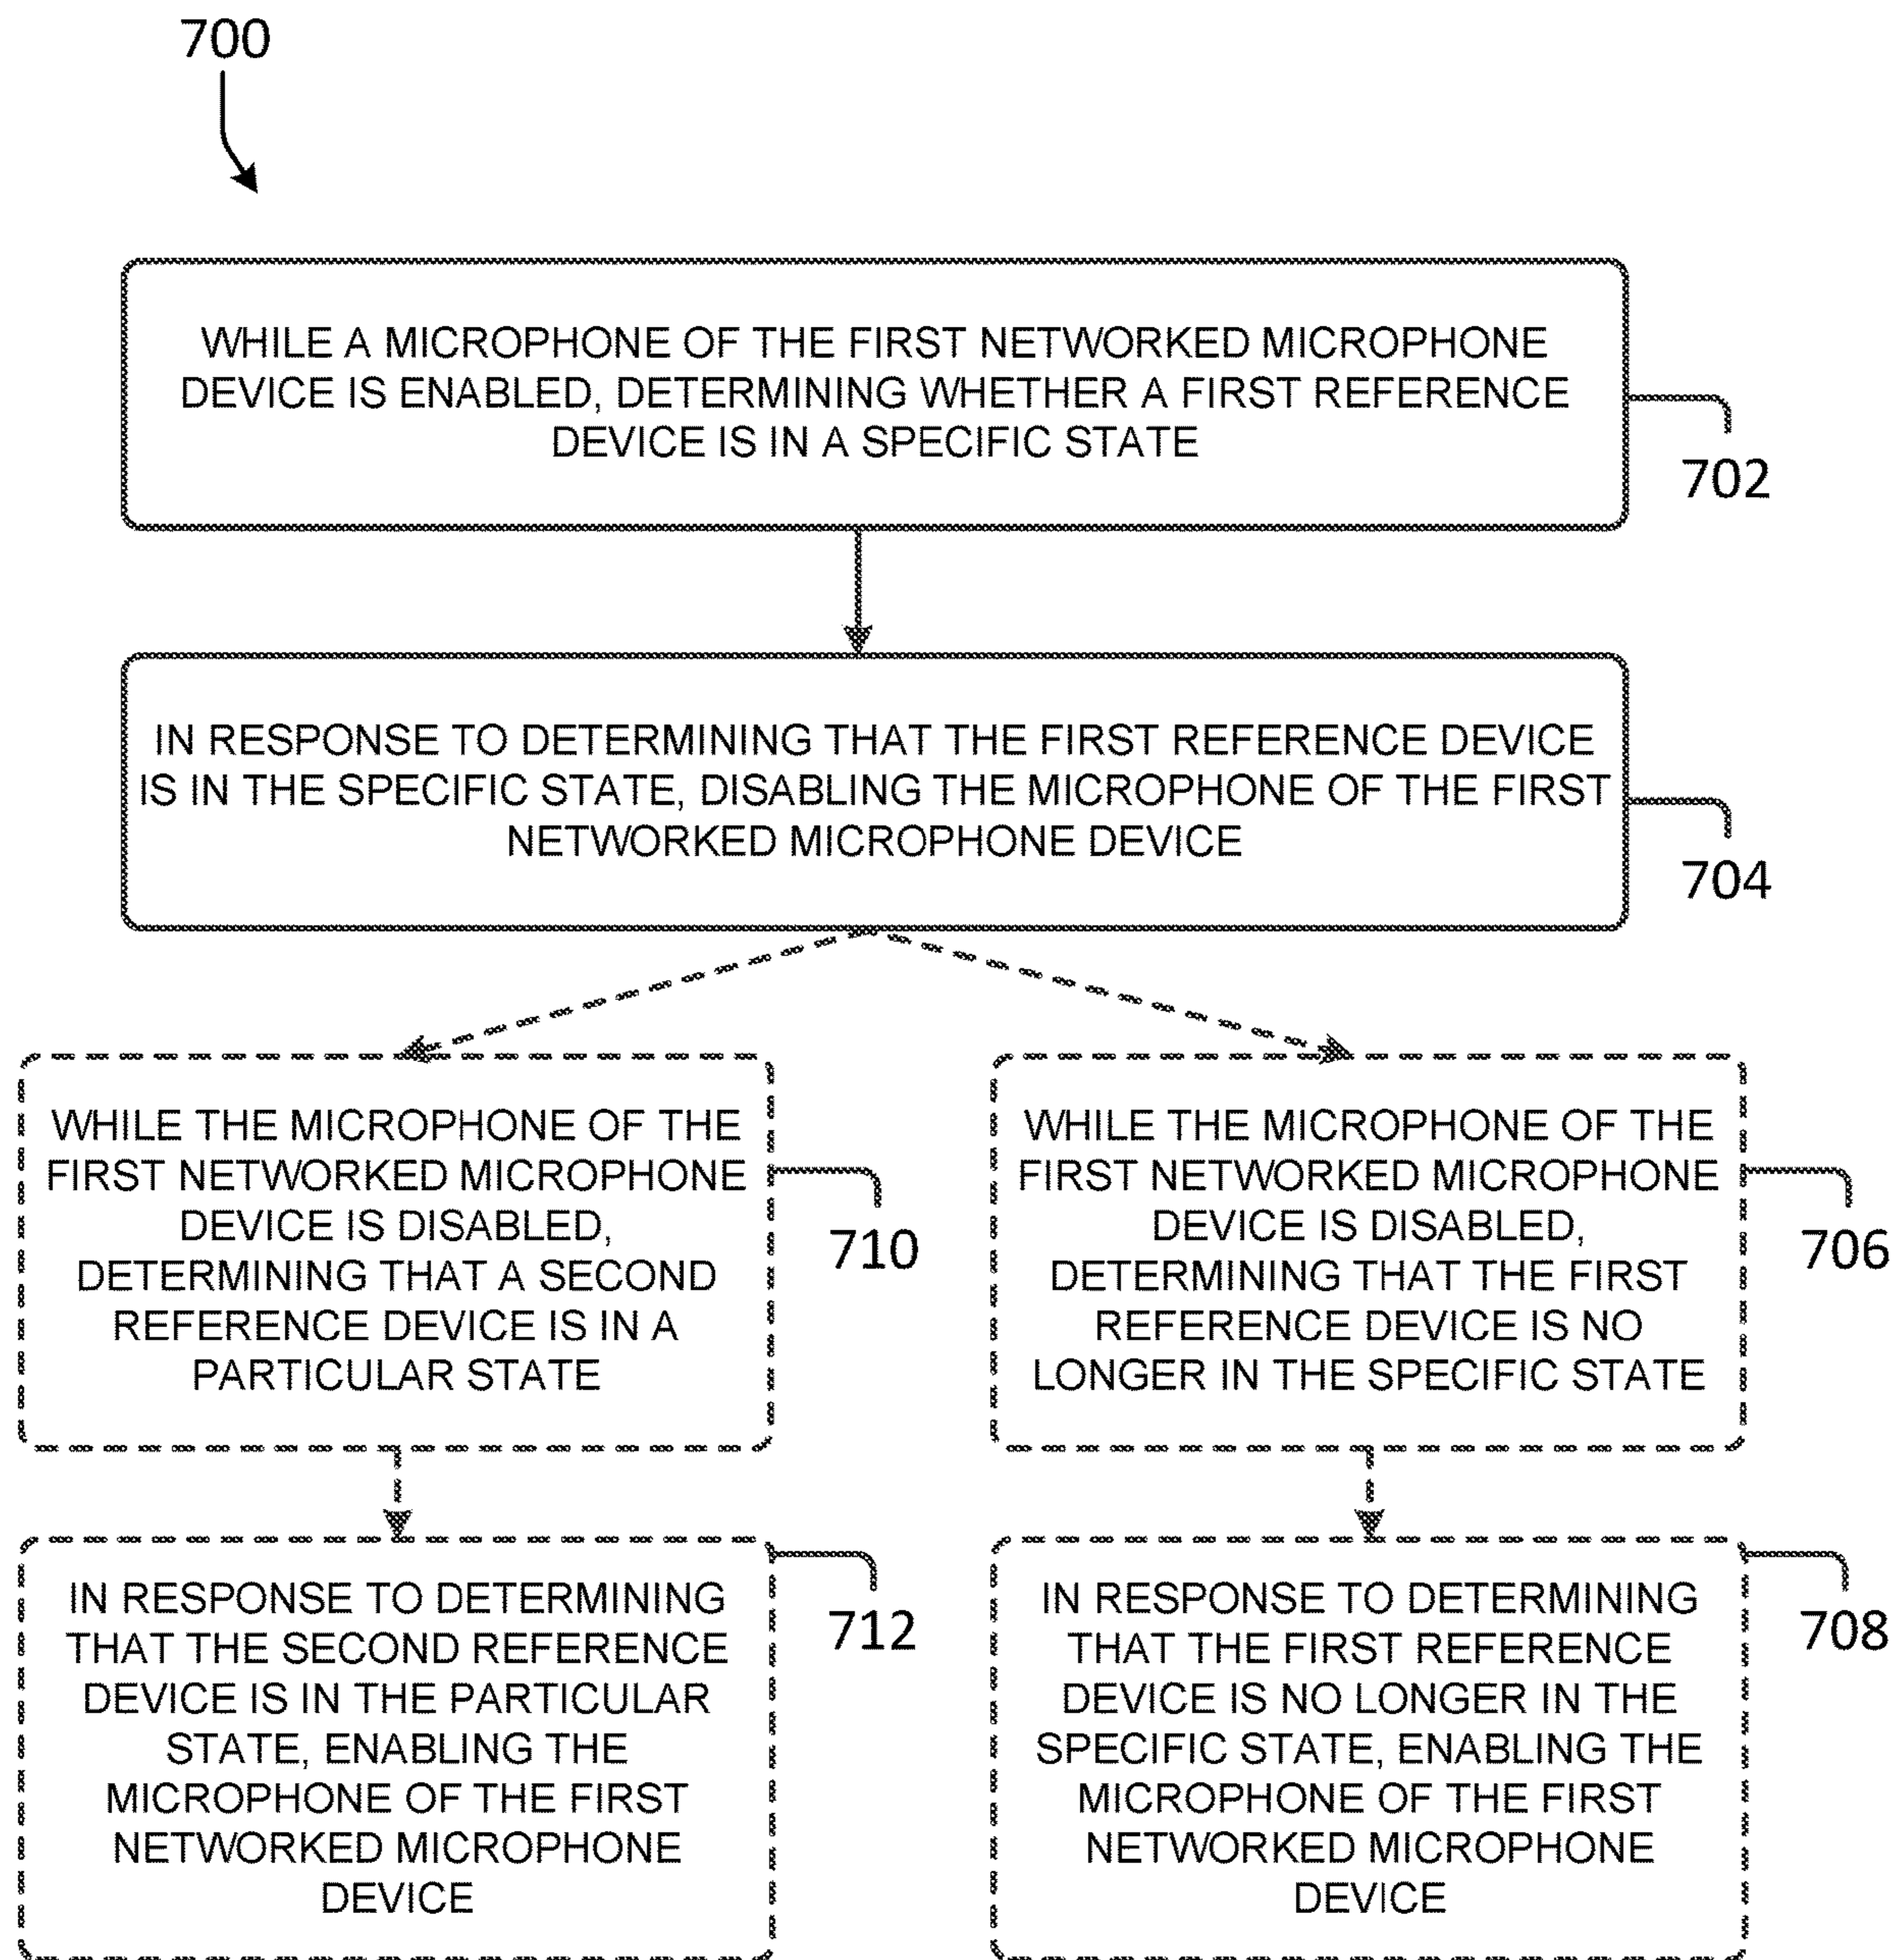 700
WHILE A MICROPHONE OF THE FIRST NETWORKED MICROPHONE
DEVICE IS ENABLED, DETERMINING WHETHER A FIRST REFERENCE
DEVICE IS IN A SPECIFIC STATE
702
IN RESPONSE TO DETERMINING THAT THE FIRST REFERENCE DEVICE
IS IN THE SPECIFIC STATE, DISABLING THE MICROPHONE OF THE FIRST
NETWORKED MICROPHONE DEVICE
704
WHILE THE MICROPHONE OF THE
FIRST NETWORKED MICROPHONE
DEVICE IS DISABLED,
DETERMINING THAT A SECOND
REFERENCE DEVICE IS IN A
PARTICULAR STATE
710
WHILE THE MICROPHONE OF THE
FIRST NETWORKED MICROPHONE
DEVICE IS DISABLED,
DETERMINING THAT THE FIRST
REFERENCE DEVICE IS NO
LONGER IN THE SPECIFIC STATE
706
IN RESPONSE TO DETERMINING
THAT THE SECOND REFERENCE
DEVICE IS IN THE PARTICULAR
STATE, ENABLING THE
MICROPHONE OF THE FIRST
NETWORKED MICROPHONE
DEVICE
712
IN RESPONSE TO DETERMINING
THAT THE FIRST REFERENCE
DEVICE IS NO LONGER IN THE
SPECIFIC STATE, ENABLING THE
MICROPHONE OF THE FIRST
NETWORKED MICROPHONE
DEVICE
708